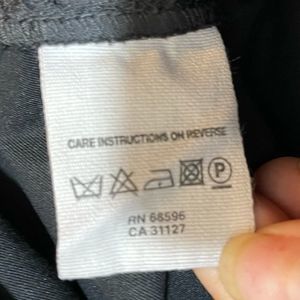 CARE INSTRUCTIONS ON REVERSE
P
RN 68596
CA 31127